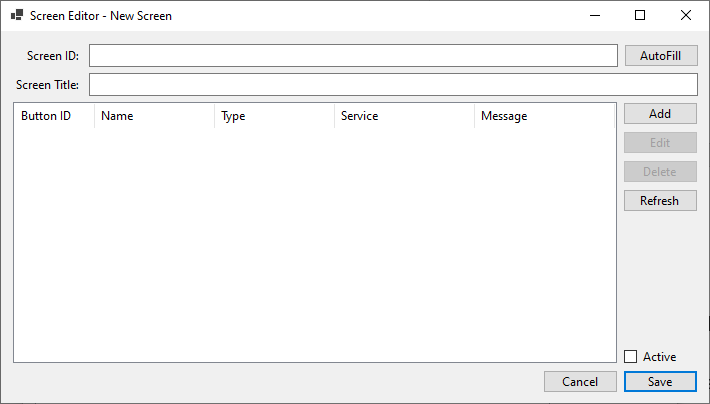 Screen Editor - New Screen
Screen ID: AutoFill
Screen Title:
Button ID Name Type Service Message
Add
Edit
Delete
Refresh
Active
Cancel Save